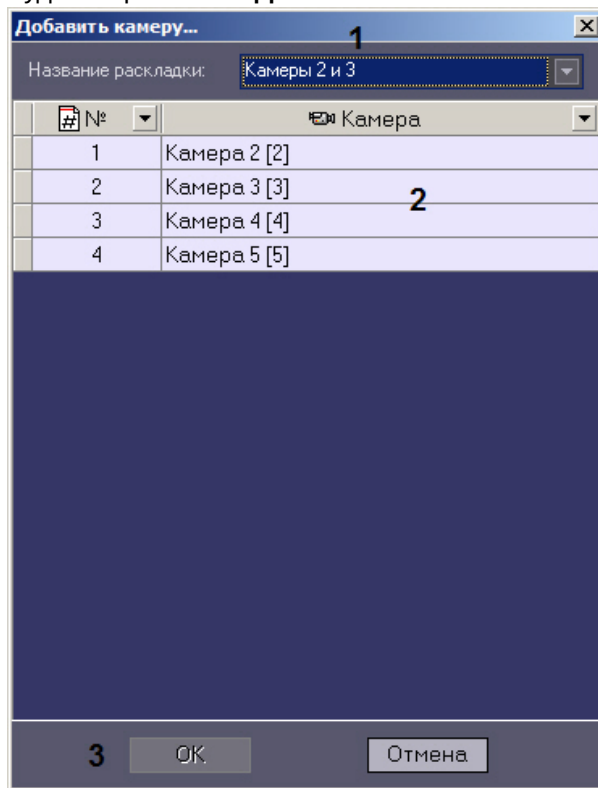 Добавить камеру...
1
Название раскладки: Камеры 2 и 3
№ Камера
1 Камера 2 [2]
2 Камера 3 [3]
2
3 Камера 4 [4]
4 Камера 5 [5]
3 OK Отмена